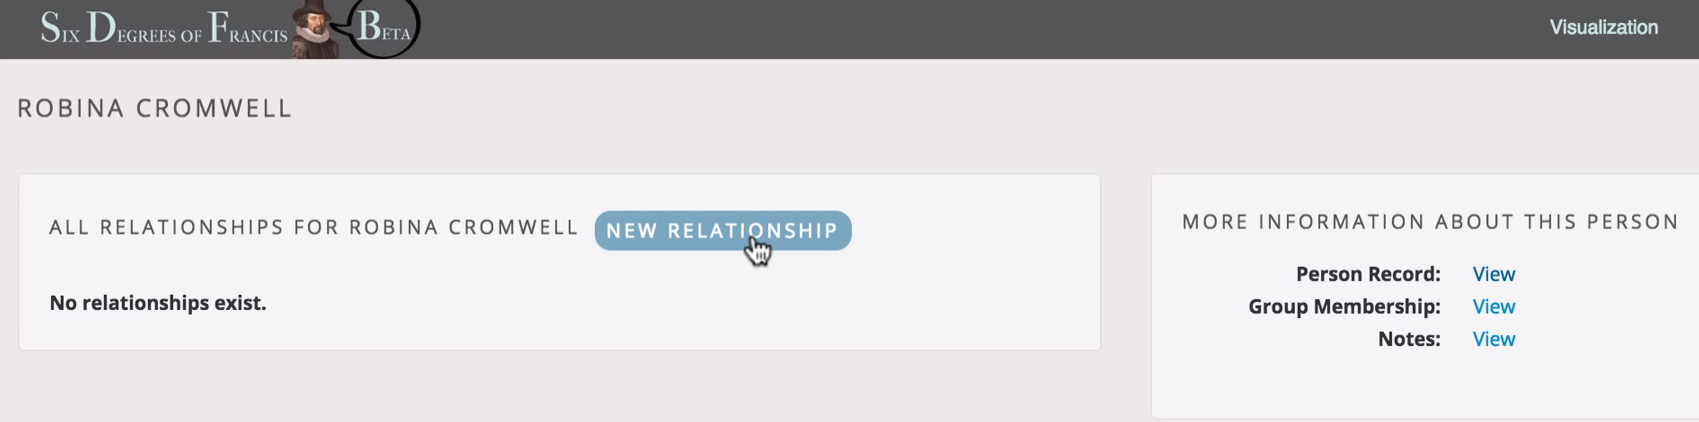 Six Degrees of Francis Beta
Visualization
ROBINA CROMWELL
ALL RELATIONSHIPS FOR ROBINA CROMWELL NEW RELATIONSHIP
No relationships exist.
MORE INFORMATION ABOUT THIS PERSON
Person Record: View
Group Membership: View
Notes: View